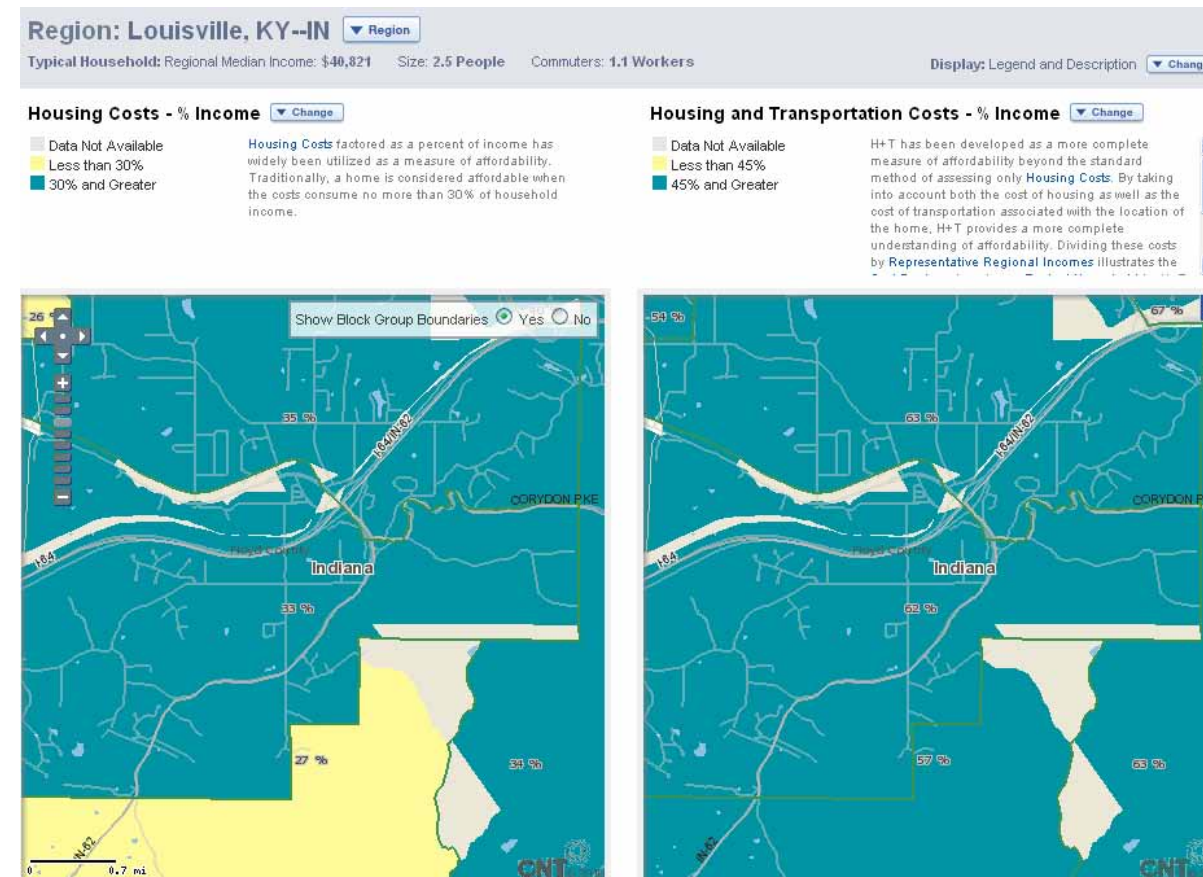 Region: Louisville, KY--IN ▼ Region
Typical Household: Regional Median Income: $40,821 Size: 2.5 People Commuters: 1.1 Workers
Display: Legend and Description ▼ Chang
Housing Costs - % Income ▼ Change
Data Not Available
Less than 30%
30% and Greater
Housing Costs factored as a percent of income has
widely been utilized as a measure of affordability.
Traditionally, a home is considered affordable when
the costs consume no more than 30% of household
income.
Housing and Transportation Costs - % Income ▼ Change
Data Not Available
Less than 45%
45% and Greater
H+T has been developed as a more complete
measure of affordability beyond the standard
method of assessing only Housing Costs. By taking
into account both the cost of housing as well as the
cost of transportation associated with the location of
the home, H+T provides a more complete
understanding of affordability. Dividing these costs
by Representative Regional Incomes illustrates the
26 %
Show Block Group Boundaries Yes No
35 %
I-64/IN-62
CORYDON PKE
I-64
Floyd County
Indiana
33 %
27 %
34 %
IN-62
0 0.7 mi
CNT
54 %
67 %
63 %
I-64/IN-62
CORYDON P
I-64
Floyd County
Indiana
62 %
57 %
63 %
IN-62
CNT